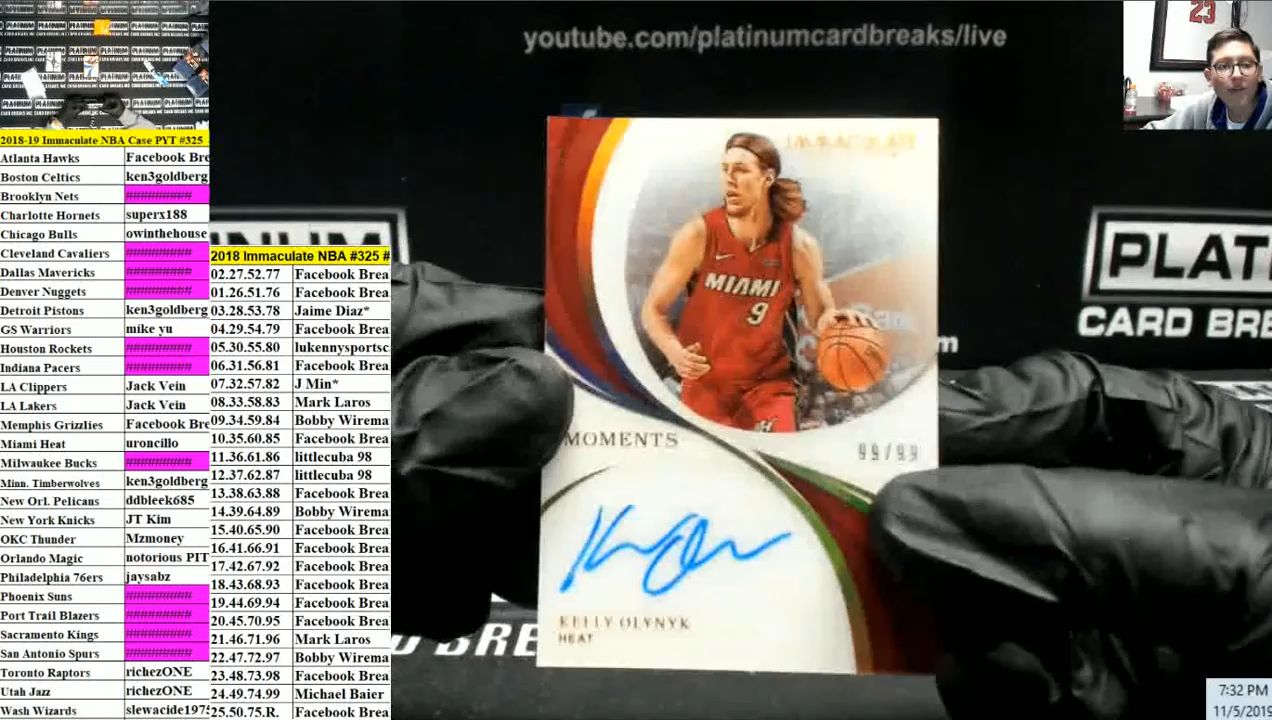 youtube.com/platinumcardbreaks/live
23
2018-19 Immaculate NBA Case PYT #325
Atlanta Hawks Facebook Bre
Boston Celtics ken3goldberg
Brooklyn Nets ##########
Charlotte Hornets superx188
Chicago Bulls owinthehouse
Cleveland Cavaliers ##########
Dallas Mavericks ##########
Denver Nuggets ##########
Detroit Pistons ken3goldberg
GS Warriors mike yu
Houston Rockets ##########
Indiana Pacers ##########
LA Clippers Jack Vein
LA Lakers Jack Vein
Memphis Grizzlies Facebook Bre
Miami Heat uroncillo
Milwaukee Bucks ##########
Minn. Timberwolves ken3goldberg
New Orl. Pelicans ddbleek685
New York Knicks JT Kim
OKC Thunder Mzmoney
Orlando Magic notorious PIT
Philadelphia 76ers jaysabz
Phoenix Suns ##########
Port Trail Blazers ##########
Sacramento Kings ##########
San Antonio Spurs ##########
Toronto Raptors richezONE
Utah Jazz richezONE
Wash Wizards slewacide1975
2018 Immaculate NBA #325 #
02.27.52.77 Facebook Brea
01.26.51.76 Facebook Brea
03.28.53.78 Jaime Diaz*
04.29.54.79 Facebook Brea
05.30.55.80 lukennysportsc
06.31.56.81 Facebook Brea
07.32.57.82 J Min*
08.33.58.83 Mark Laros
09.34.59.84 Bobby Wirema
10.35.60.85 Facebook Brea
11.36.61.86 littlecuba 98
12.37.62.87 littlecuba 98
13.38.63.88 Facebook Brea
14.39.64.89 Bobby Wirema
15.40.65.90 Facebook Brea
16.41.66.91 Facebook Brea
17.42.67.92 Facebook Brea
18.43.68.93 Facebook Brea
19.44.69.94 Facebook Brea
20.45.70.95 Facebook Brea
21.46.71.96 Mark Laros
22.47.72.97 Bobby Wirema
23.48.73.98 Facebook Brea
24.49.74.99 Michael Baier
25.50.75.R. Facebook Brea
IMMACULATE
MIAMI
9
MOMENTS
99/99
KELLY OLYNYK
HEAT
PLATI
CARD BRE
D BRE
7:32 PM
11/5/2019